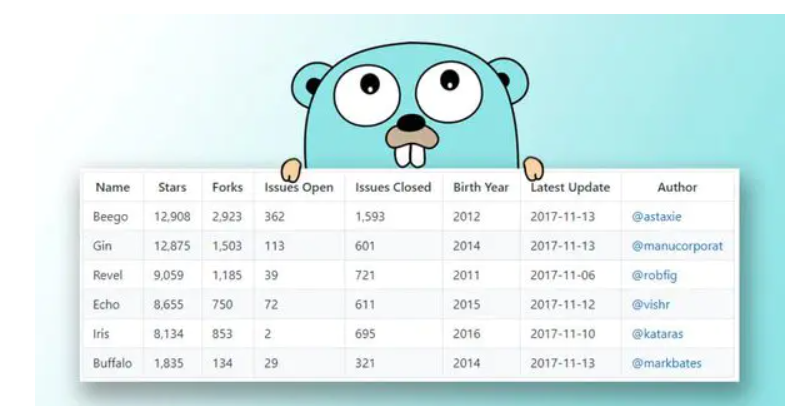 Name Stars Forks Issues Open Issues Closed Birth Year Latest Update Author
Beego 12,908 2,923 362 1,593 2012 2017-11-13 @astaxie
Gin 12,875 1,503 113 601 2014 2017-11-13 @manucorporat
Revel 9,059 1,185 39 721 2011 2017-11-06 @robfig
Echo 8,655 750 72 611 2015 2017-11-12 @vishr
Iris 8,134 853 2 695 2016 2017-11-10 @kataras
Buffalo 1,835 134 29 321 2014 2017-11-13 @markbates